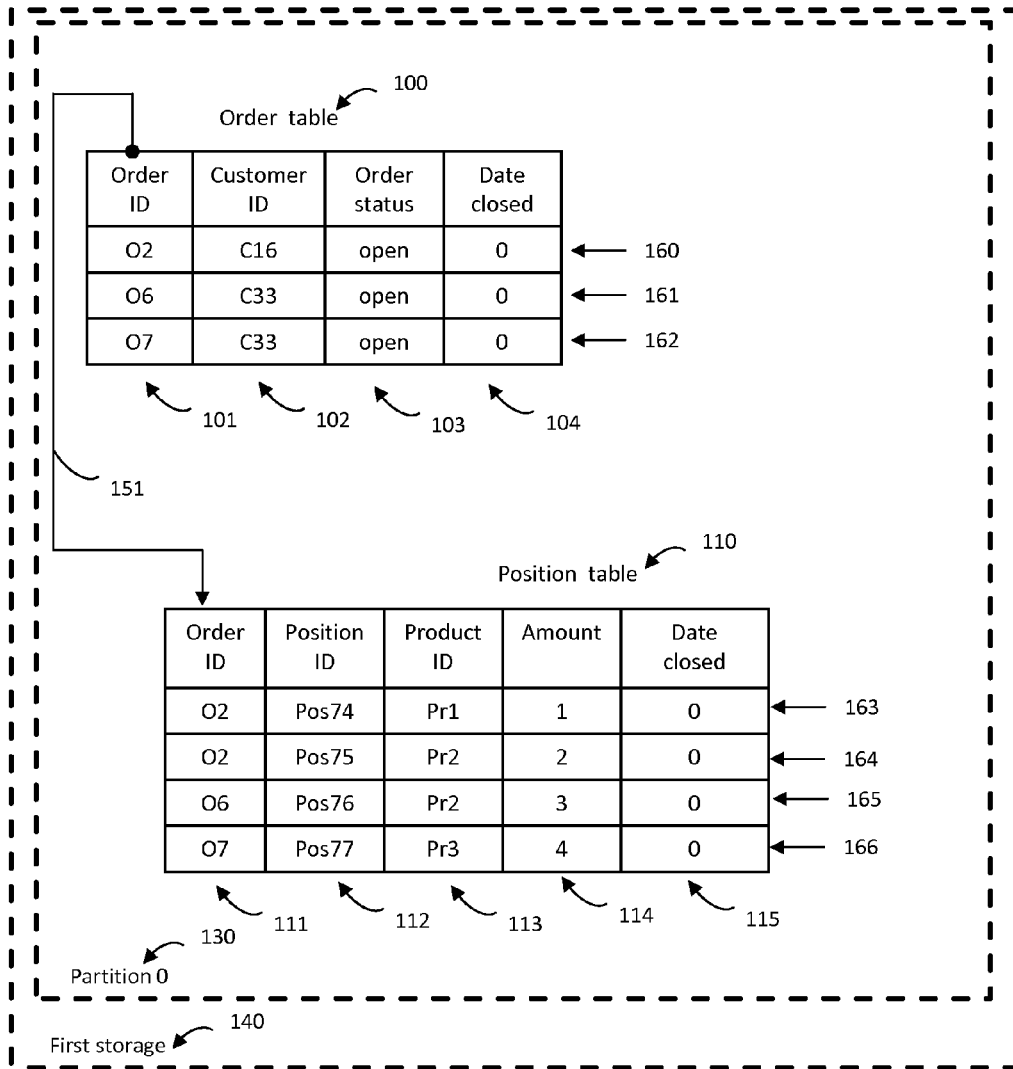 100
Order table
Order ID Customer ID Order status Date closed
O2 C16 open 0 160
O6 C33 open 0 161
O7 C33 open 0 162
101 102 103 104
151
110
Position table
Order ID Position ID Product ID Amount Date closed
O2 Pos74 Pr1 1 0 163
O2 Pos75 Pr2 2 0 164
O6 Pos76 Pr2 3 0 165
O7 Pos77 Pr3 4 0 166
111 112 113 114 115
130
Partition 0
140
First storage